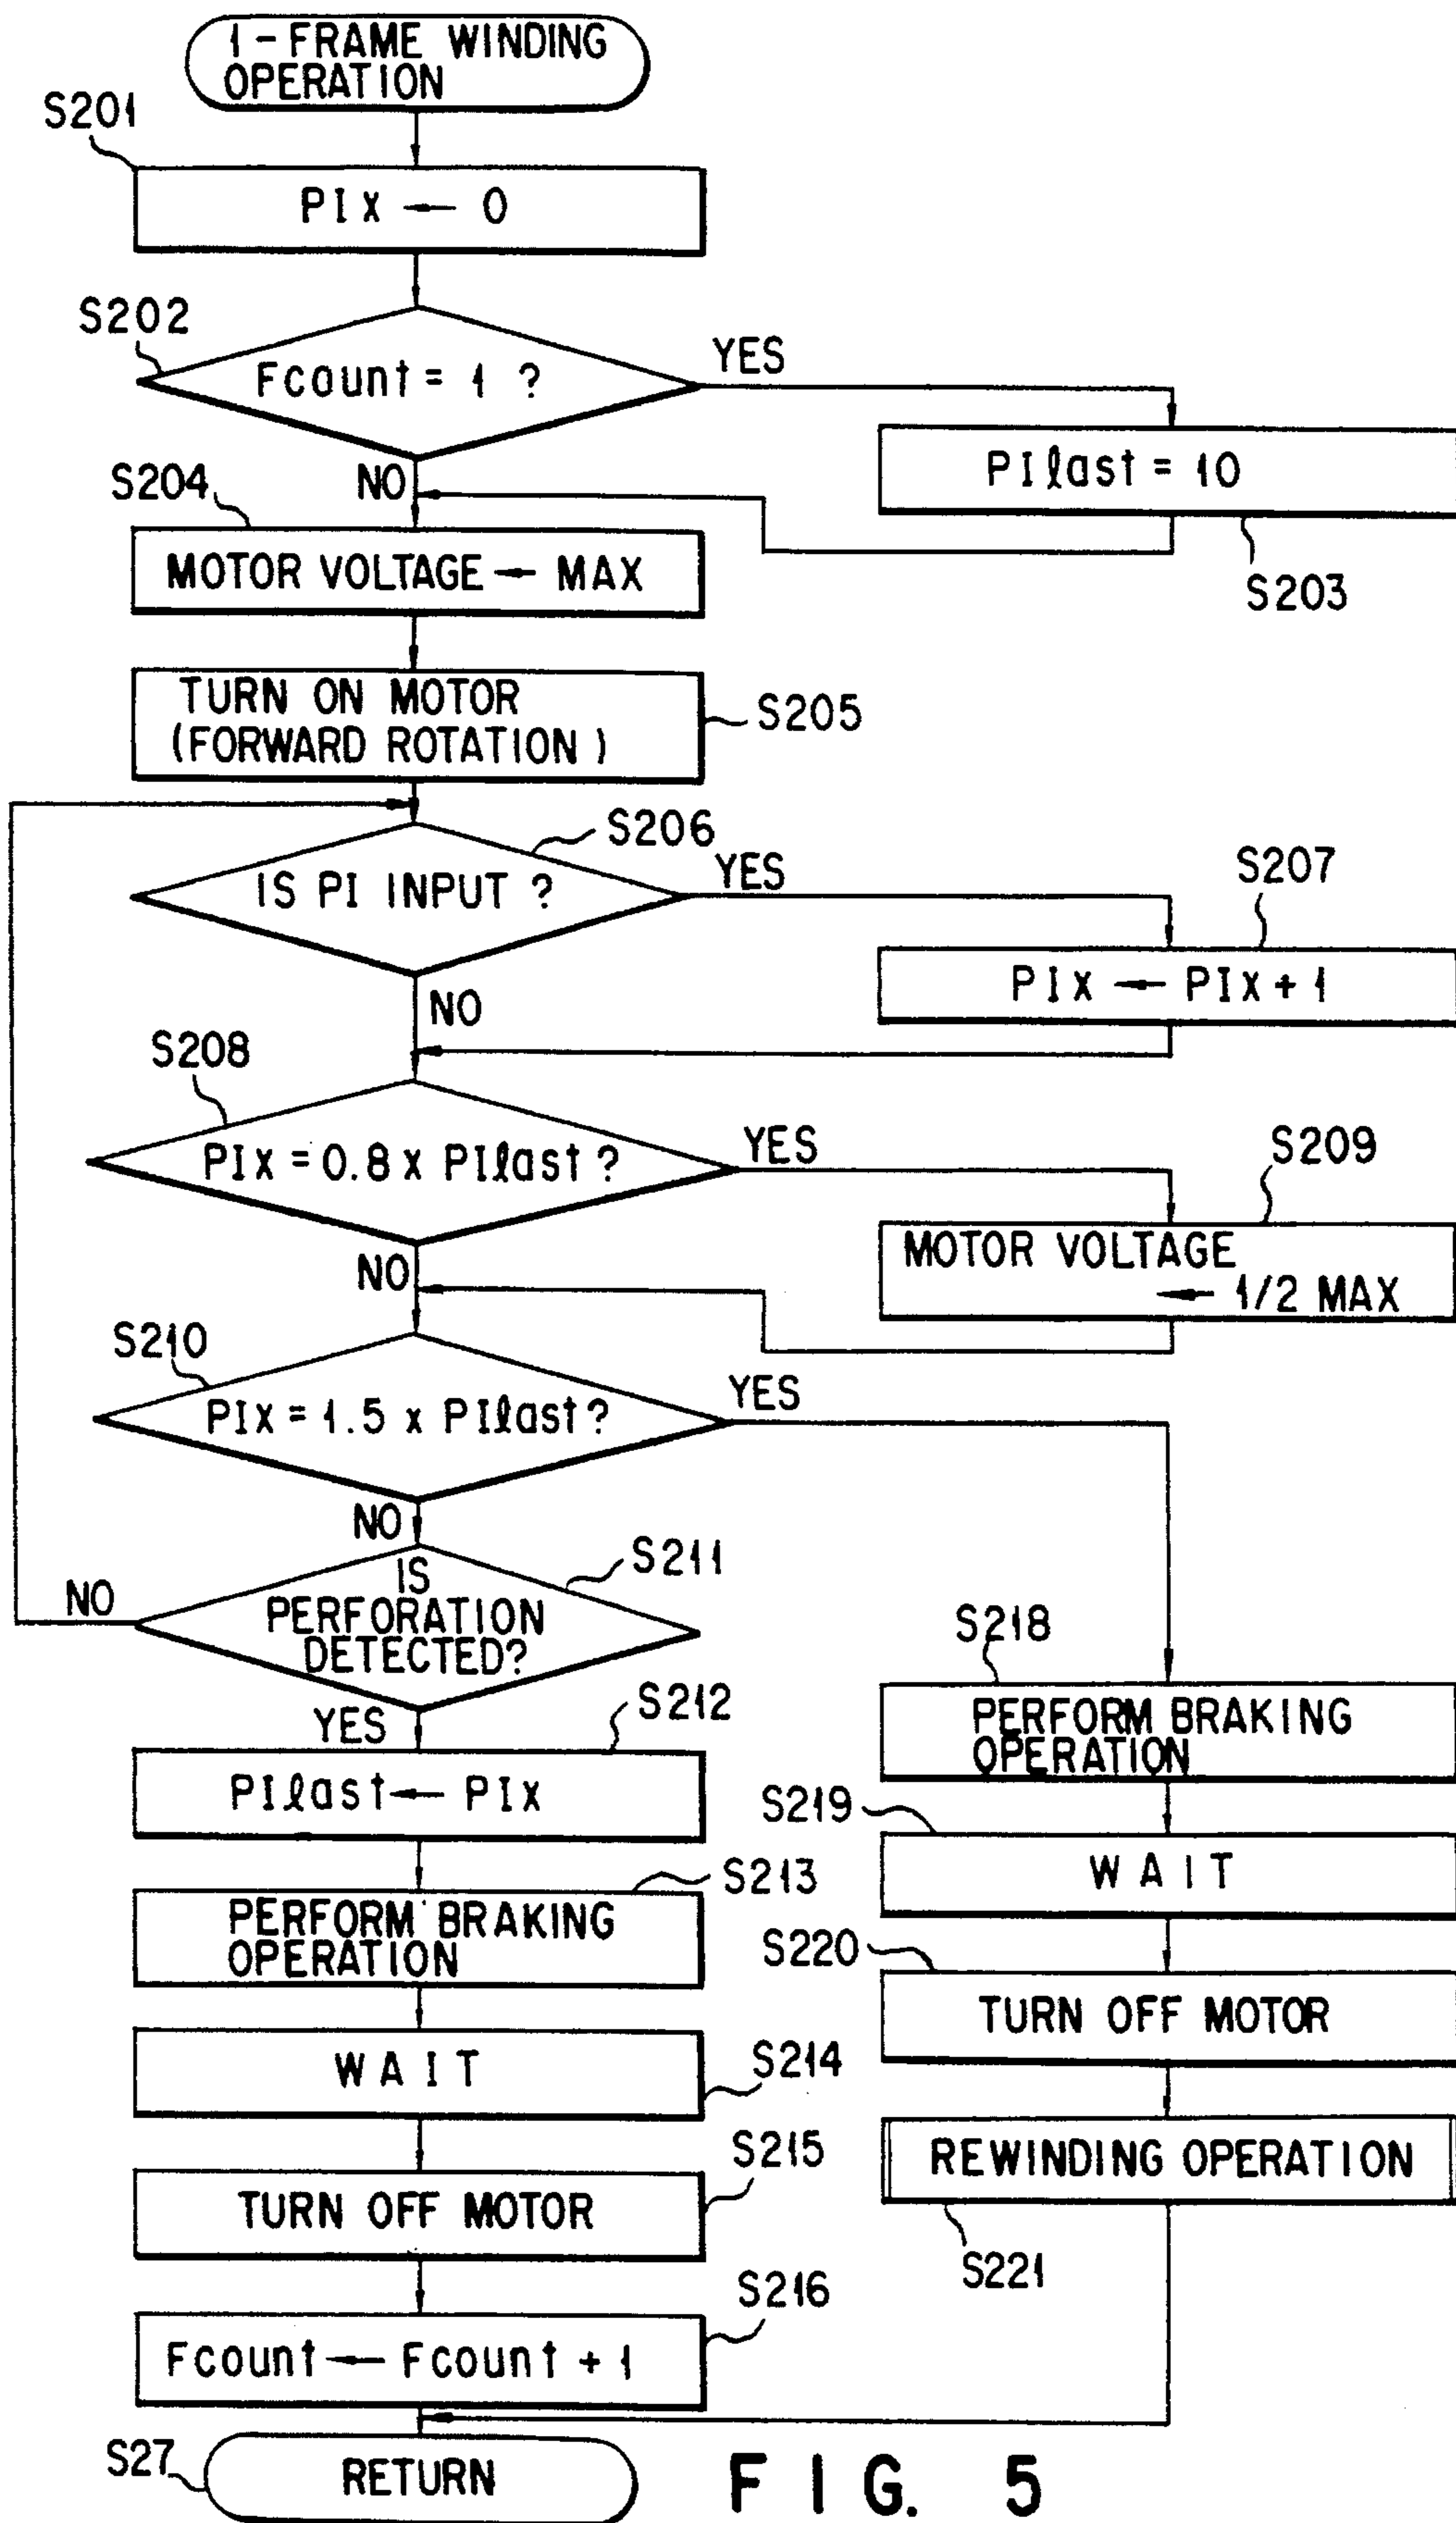 1-FRAME WINDING
OPERATION
S201
PIx ← 0
S202
Fcount = 1 ?
YES
PIlast = 10
S203
NO
S204
MOTOR VOLTAGE ← MAX
TURN ON MOTOR
(FORWARD ROTATION)
S205
S206
IS PI INPUT ?
YES
S207
PIx ← PIx + 1
NO
S208
PIx = 0.8 x PIlast ?
YES
S209
MOTOR VOLTAGE
← 1/2 MAX
NO
S210
PIx = 1.5 x PIlast ?
YES
NO
S211
IS
PERFORATION
DETECTED?
NO
YES
S212
PIlast ← PIx
S213
PERFORM BRAKING
OPERATION
WAIT
S214
S215
TURN OFF MOTOR
S216
Fcount ← Fcount + 1
S218
PERFORM BRAKING
OPERATION
S219
WAIT
S220
TURN OFF MOTOR
REWINDING OPERATION
S221
S27
RETURN
FIG. 5